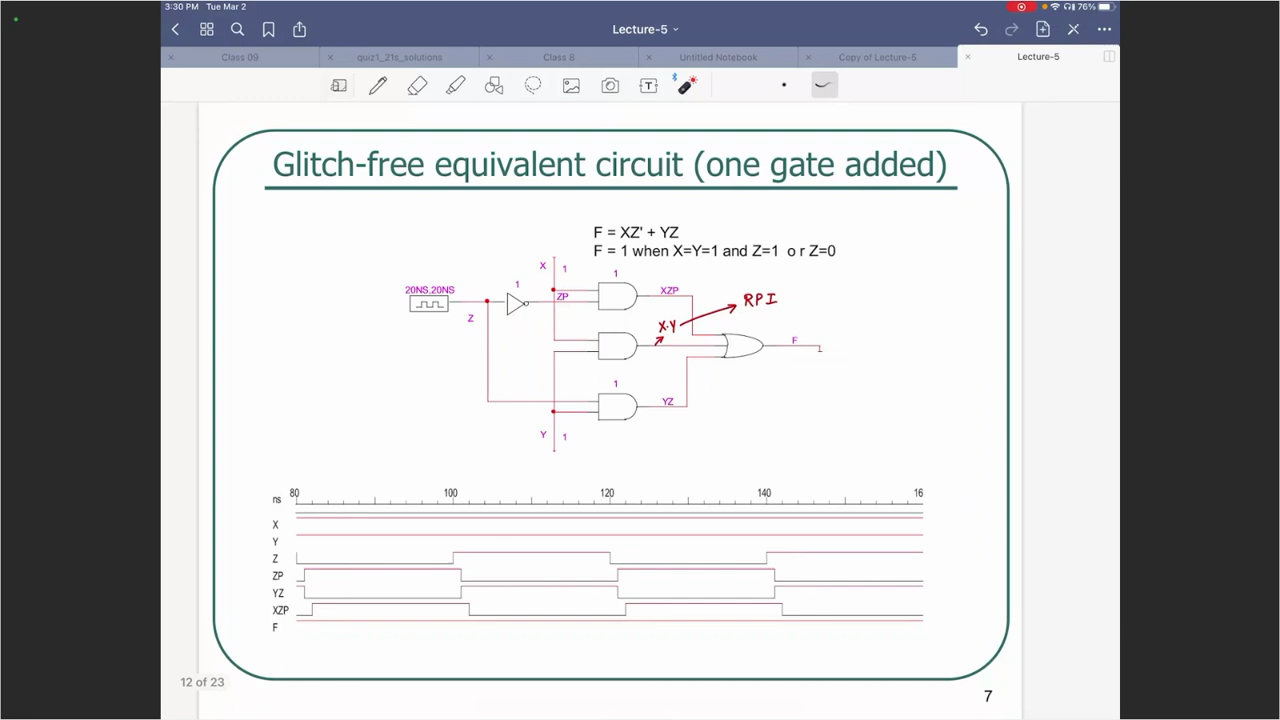 3:30 PM Tue Mar 2
76%
Lecture-5
Class 09
quiz1_21s_solutions
Class 8
Untitled Notebook
Copy of Lecture-5
Lecture-5
T
Glitch-free equivalent circuit (one gate added)
F = XZ' + YZ
F = 1 when X=Y=1 and Z=1 o r Z=0
X 1
1
20NS,20NS
1
ZP
XZP
RPI
Z
X·Y
F
1
YZ
Y 1
ns 80 100 120 140 16
X
Y
Z
ZP
YZ
XZP
F
12 of 23
7